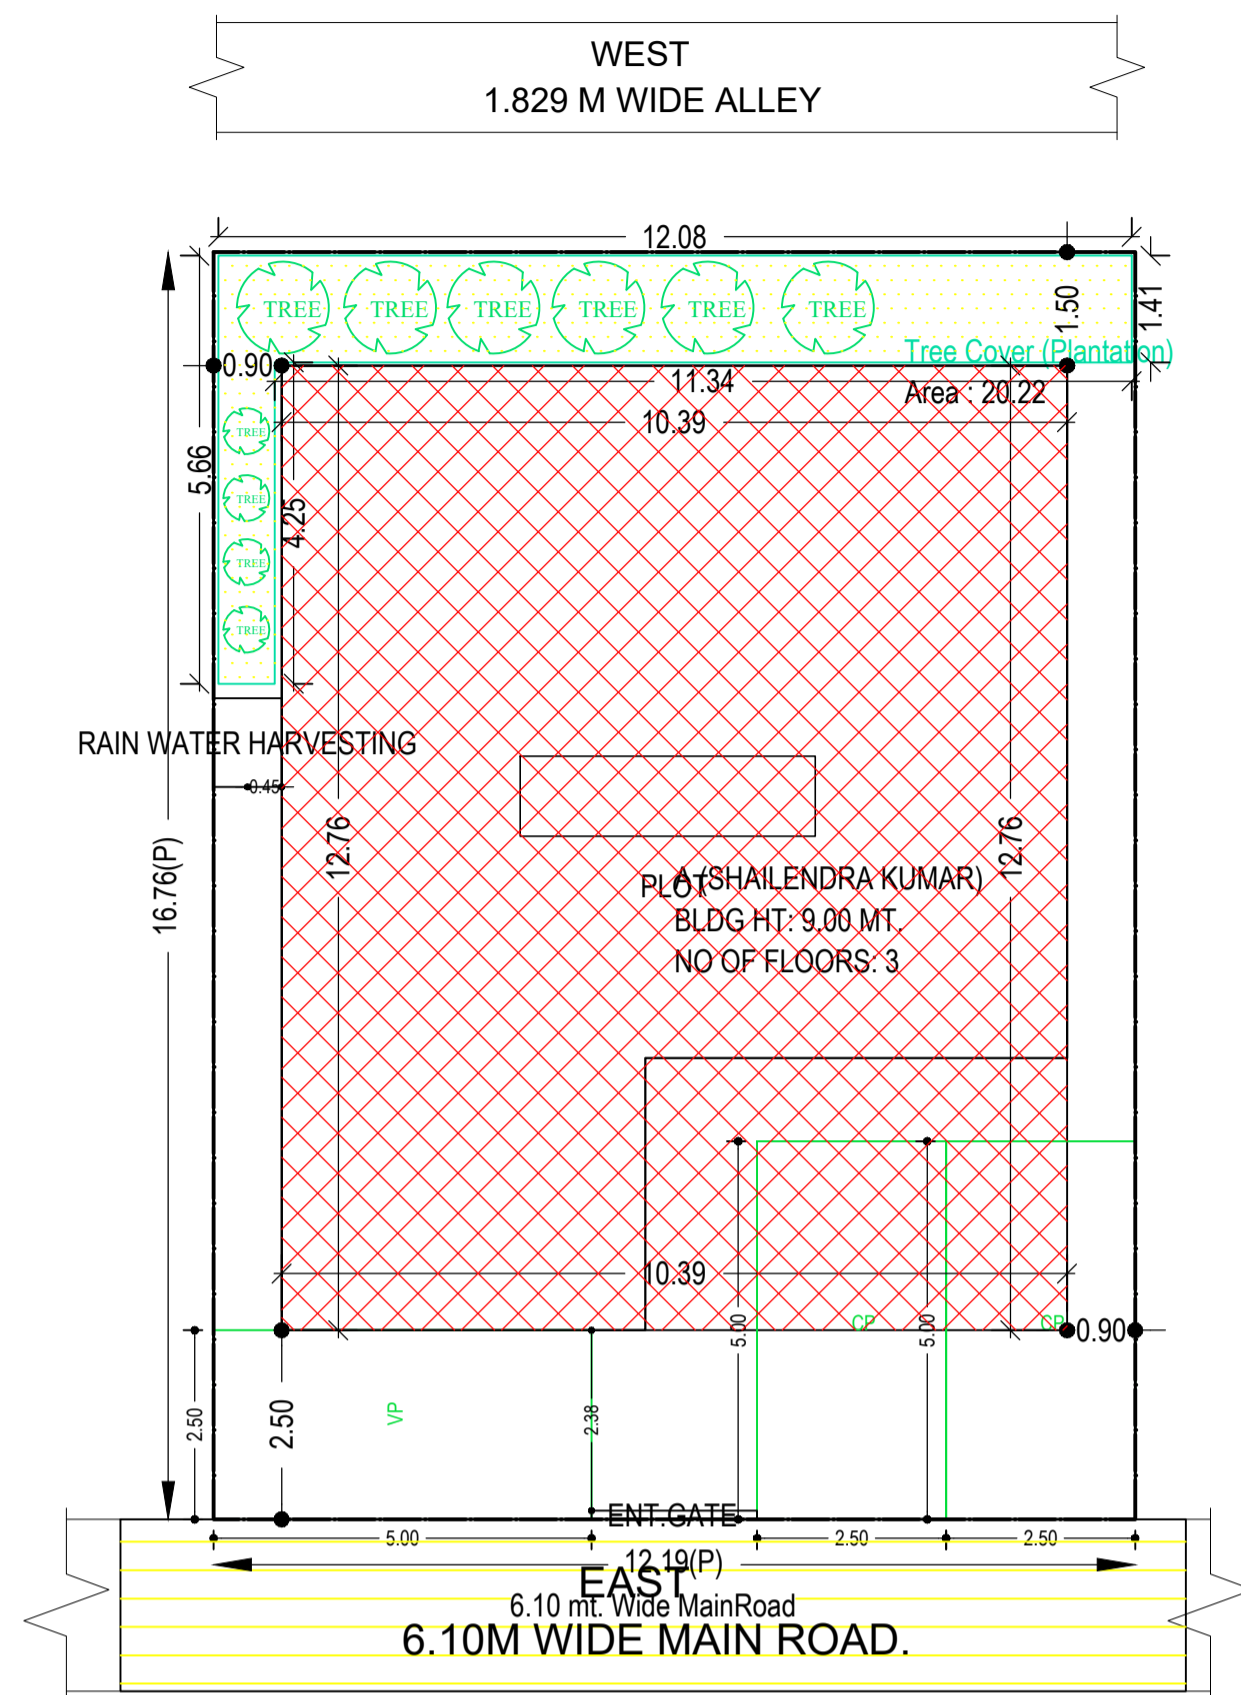 WEST
1.829 M WIDE ALLEY
12.08
TREE TREE TREE TREE TREE TREE
1.50
1.41
Tree Cover (Plantation)
0.90
11.34
Area : 20.22
10.39
TREE
TREE
TREE
TREE
5.66
4.25
RAIN WATER HARVESTING
0.45
12.76
12.76
16.76(P)
PLOT
A (SHAILENDRA KUMAR)
BLDG HT: 9.00 MT.
NO OF FLOORS: 3
10.39
5.00
5.00
CP
CP
0.90
2.50
2.50
VP
2.38
ENT.GATE
5.00
2.50
2.50
12.19(P)
EAST
6.10 mt. Wide MainRoad
6.10M WIDE MAIN ROAD.